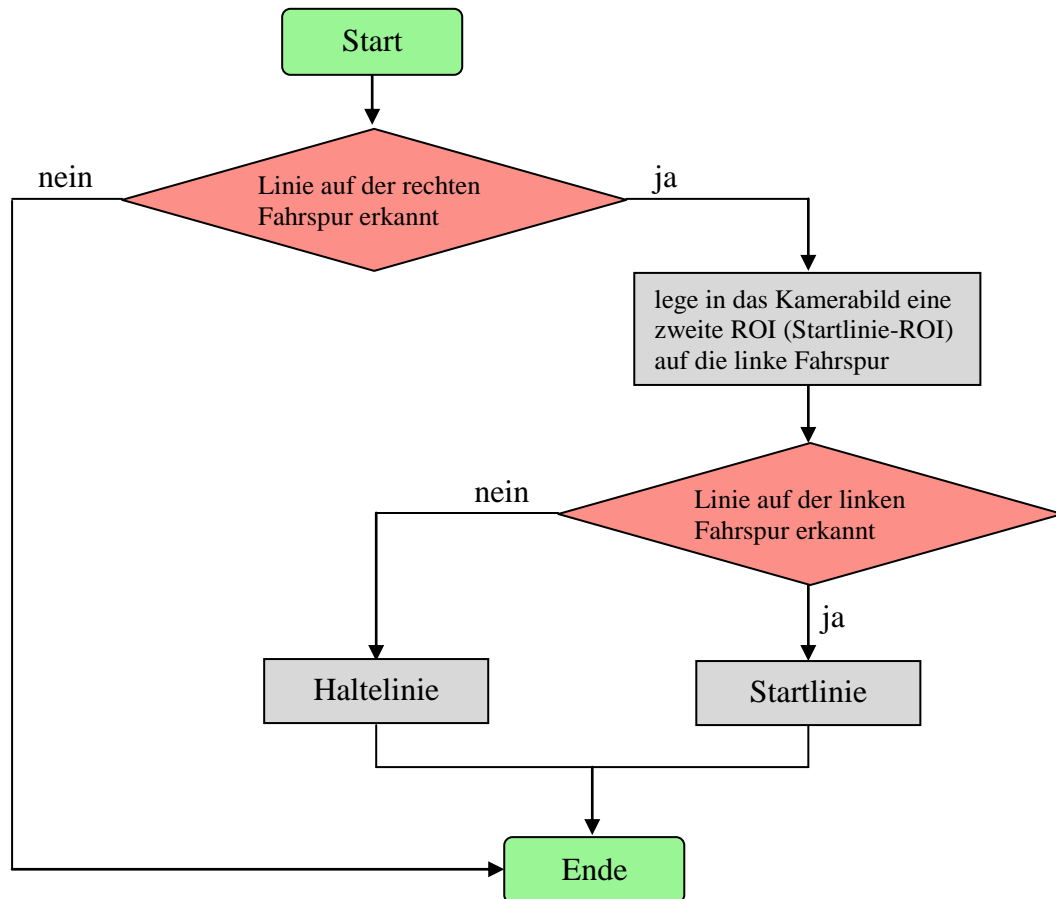 Start
nein
ja
Linie auf der rechten
Fahrspur erkannt
lege in das Kamerabild eine
zweite ROI (Startlinie-ROI)
auf die linke Fahrspur
nein
Linie auf der linken
Fahrspur erkannt
ja
Haltelinie
Startlinie
Ende